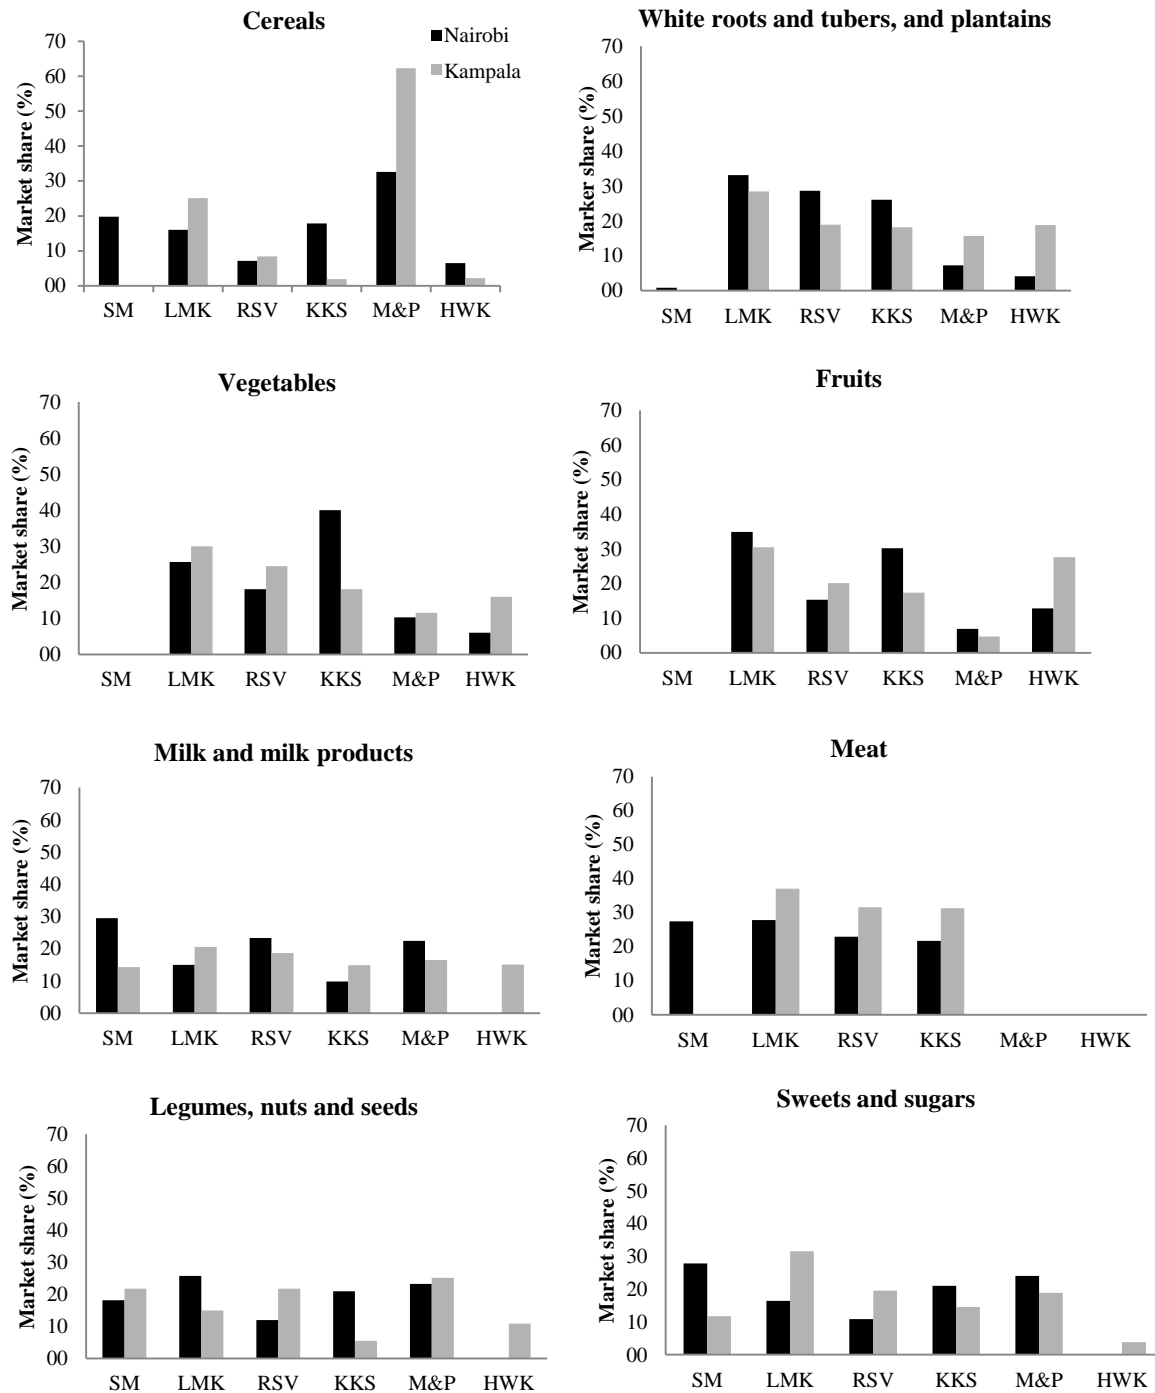 Cereals
Nairobi
Kampala
Market share (%)
70
60
50
40
30
20
10
00
SM LMK RSV KKS M&P HWK
White roots and tubers, and plantains
Marker share (%)
70
60
50
40
30
20
10
00
SM LMK RSV KKS M&P HWK
Vegetables
Market share (%)
70
60
50
40
30
20
10
00
SM LMK RSV KKS M&P HWK
Fruits
Market share (%)
70
60
50
40
30
20
10
00
SM LMK RSV KKS M&P HWK
Milk and milk products
Market share (%)
70
60
50
40
30
20
10
00
SM LMK RSV KKS M&P HWK
Meat
Market share (%)
70
60
50
40
30
20
10
00
SM LMK RSV KKS M&P HWK
Legumes, nuts and seeds
Market share (%)
70
60
50
40
30
20
10
00
SM LMK RSV KKS M&P HWK
Sweets and sugars
Market share (%)
70
60
50
40
30
20
10
00
SM LMK RSV KKS M&P HWK